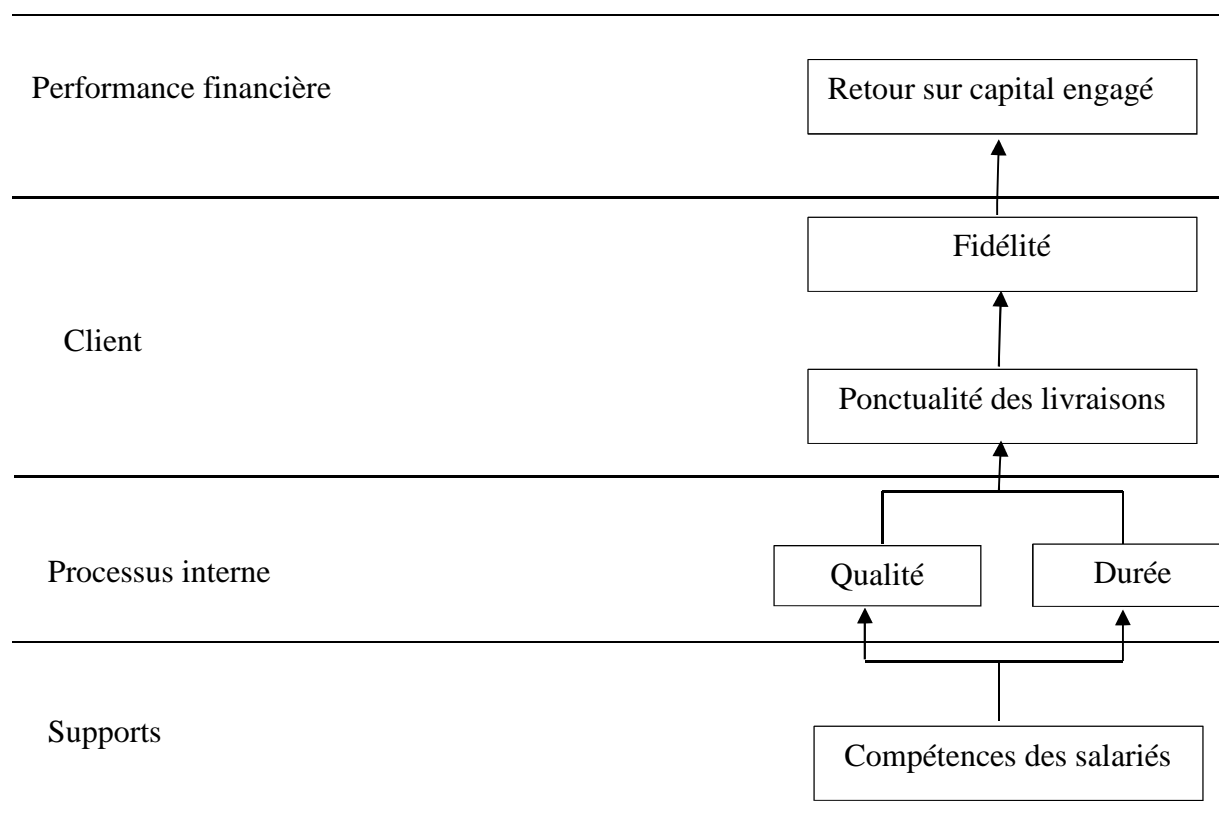 Performance financière
Retour sur capital engagé
Fidélité
Client
Ponctualité des livraisons
Processus interne
Qualité
Durée
Supports
Compétences des salariés